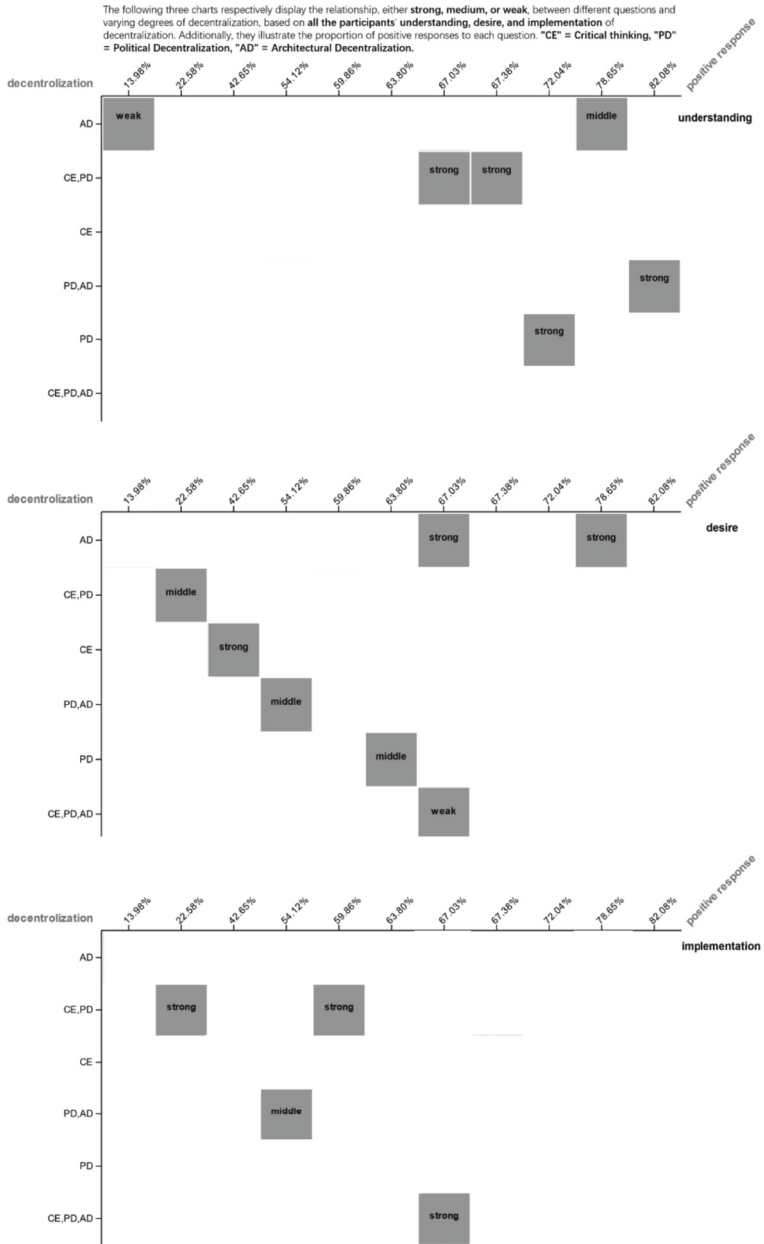 The following three charts respectively display the relationship, either strong, medium, or weak, between different questions and
varying degrees of decentralization, based on all the participants' understanding, desire, and implementation of
decentralization. Additionally, they illustrate the proportion of positive responses to each question. "CE" = Critical thinking, "PD"
= Political Decentralization, "AD" = Architectural Decentralization.
decentrolization 13.98% 22.58% 42.65% 54.12% 59.86% 63.80% 67.03% 67.38% 72.04% 78.65% 82.08% positive response
AD weak middle understanding
CE,PD strong strong
CE
PD,AD strong
PD strong
CE,PD,AD
decentrolization 13.98% 22.58% 42.65% 54.12% 59.86% 63.80% 67.03% 67.38% 72.04% 78.65% 82.08% positive response
desire
AD strong strong
CE,PD middle
CE strong
PD,AD middle
PD middle
CE,PD,AD weak
decentrolization 13.98% 22.58% 42.65% 54.12% 59.86% 63.80% 67.03% 67.38% 72.04% 78.65% 82.08% positive response
implementation
AD
CE,PD strong strong
CE
PD,AD middle
PD
CE,PD,AD strong